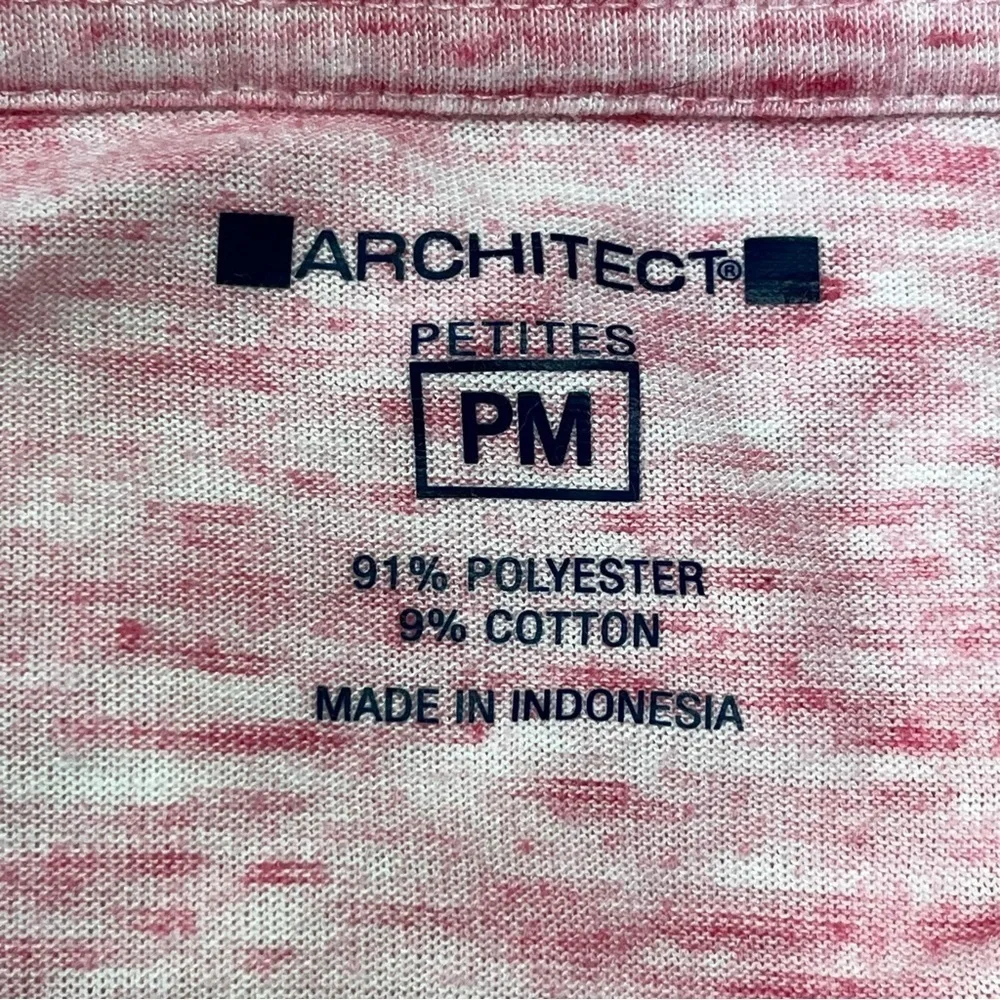 ARCHITECT®
PETITES
PM
91% POLYESTER
9% COTTON
MADE IN INDONESIA